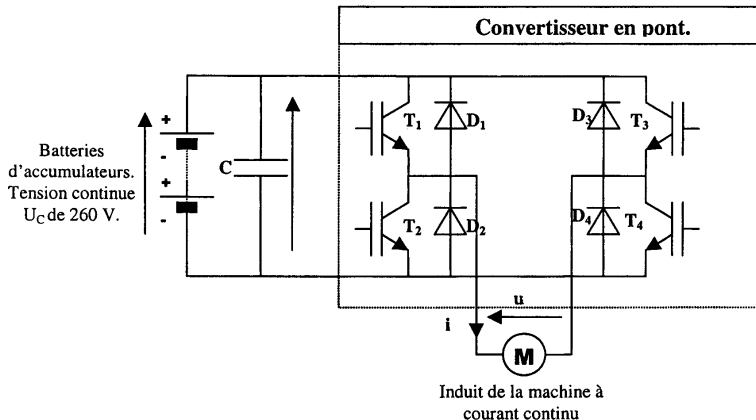 Convertisseur en pont.
+
-
+
-
Batteries
d'accumulateurs.
Tension continue
U_C de 260 V.
C
T₁
D₁
D₃
T₃
T₂
D₂
D₄
T₄
u
i
M
Induit de la machine à
courant continu